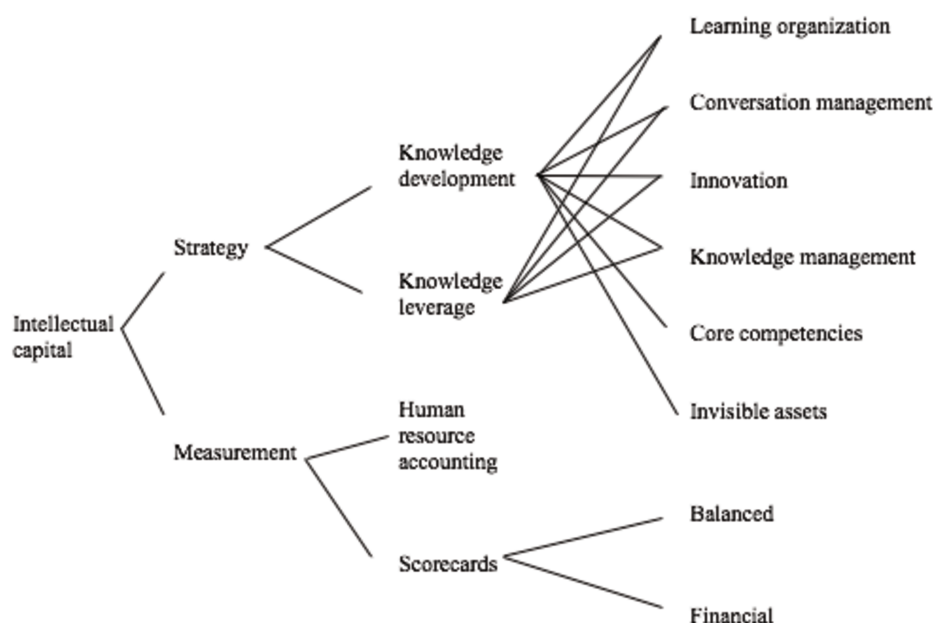 Learning organization
Conversation management
Knowledge
development
Innovation
Strategy
Knowledge management
Knowledge
leverage
Intellectual
capital
Core competencies
Human
resource
accounting
Invisible assets
Measurement
Balanced
Scorecards
Financial